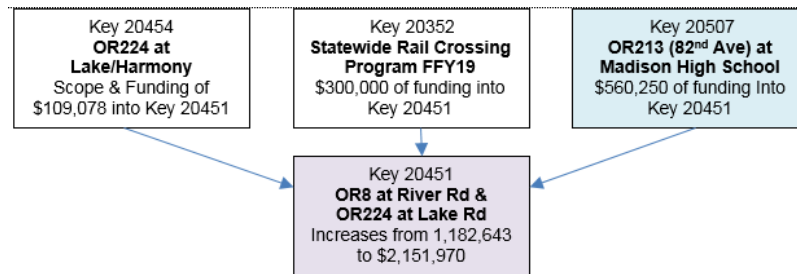 Key 20454
OR224 at
Lake/Harmony
Scope & Funding of
$109,078 into Key 20451
Key 20352
Statewide Rail Crossing
Program FFY19
$300,000 of funding into
Key 20451
Key 20507
OR213 (82nd Ave) at
Madison High School
$560,250 of funding Into
Key 20451
Key 20451
OR8 at River Rd &
OR224 at Lake Rd
Increases from 1,182,643
to $2,151,970